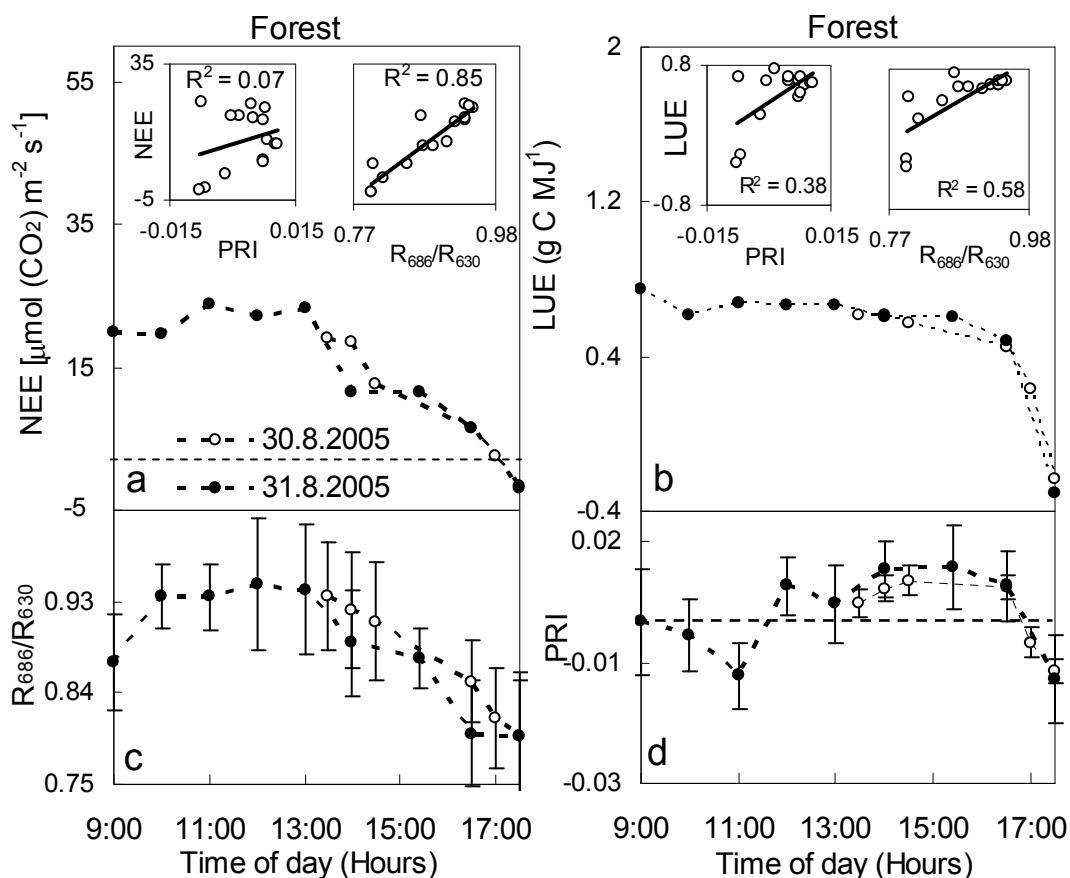 Forest
Forest
NEE [μmol (CO2) m-2 s-1)
55
35
15
-5
35
NEE
-5
R2 = 0.07
-0.015
0.015
PRI
R2 = 0.85
0.77
0.98
R686/R630
30.8.2005
31.8.2005
a
LUE (g C MJ1)
2
1.2
0.4
-0.4
0.8
LUE
-0.8
R2 = 0.38
-0.015
0.015
PRI
R2 = 0.58
0.77
0.98
R686/R630
b
R686/R630
0.93
0.84
0.75
c
9:00
11:00
13:00
15:00
17:00
Time of day (Hours)
PRI
0.02
-0.01
-0.03
d
9:00
11:00
13:00
15:00
17:00
Time of day (Hours)